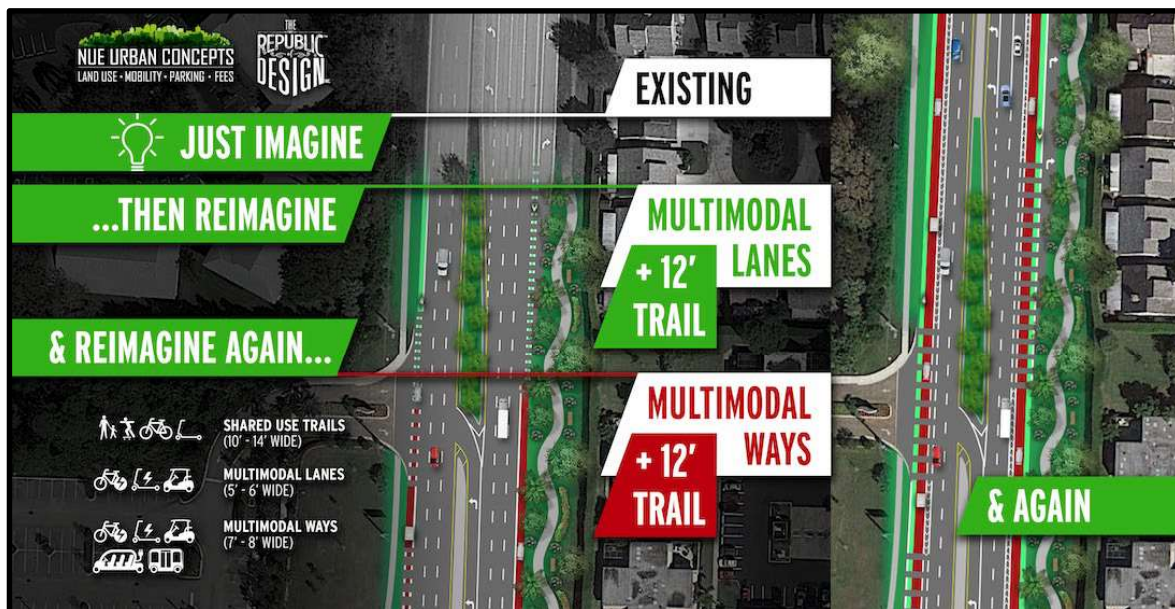 NUE URBAN CONCEPTS
LAND USE • MOBILITY • PARKING • FEES
THE
REPUBLIC
of
DESIGN
EXISTING
JUST IMAGINE
...THEN REIMAGINE
MULTIMODAL
LANES
+ 12'
TRAIL
& REIMAGINE AGAIN...
MULTIMODAL
WAYS
+ 12'
TRAIL
SHARED USE TRAILS
(10' - 14' WIDE)
MULTIMODAL LANES
(5' - 6' WIDE)
MULTIMODAL WAYS
(7' - 8' WIDE)
& AGAIN